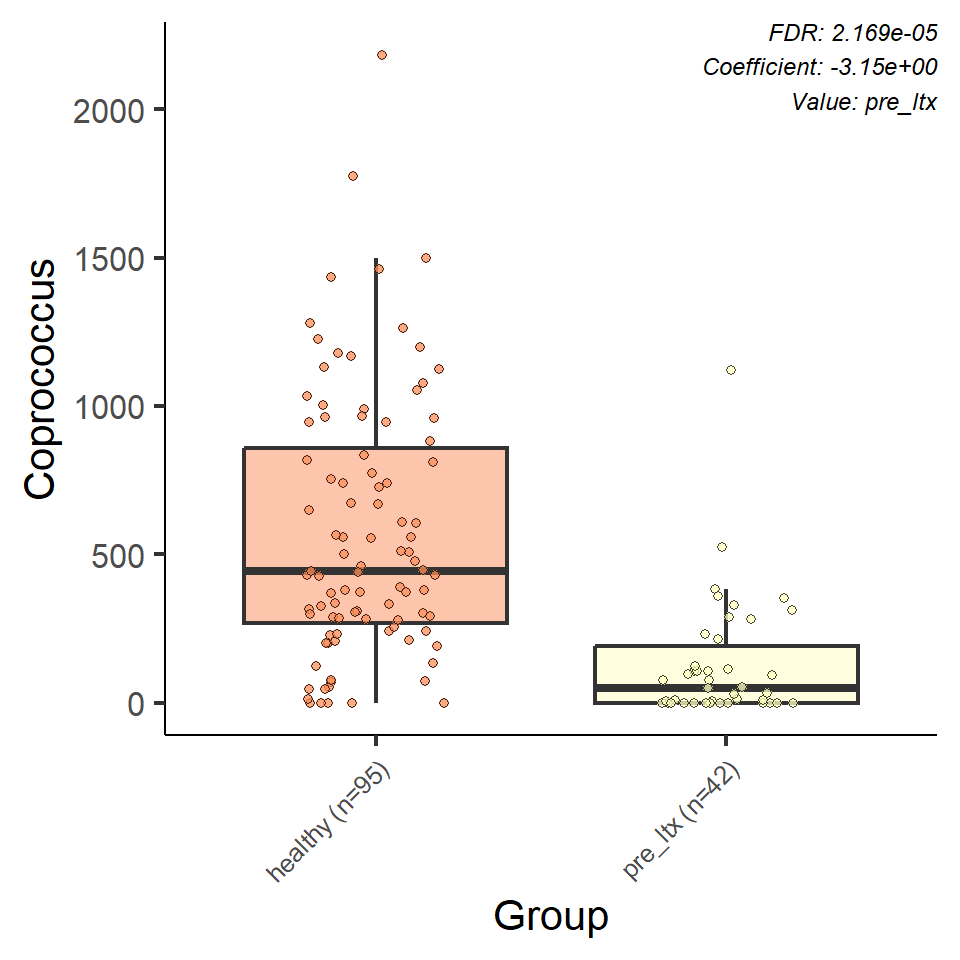 FDR: 2.169e-05
Coefficient: -3.15e+00
Value: pre_ltx
Coprococcus
2000
1500
1000
500
0
healthy (n=95)
pre_ltx (n=42)
Group